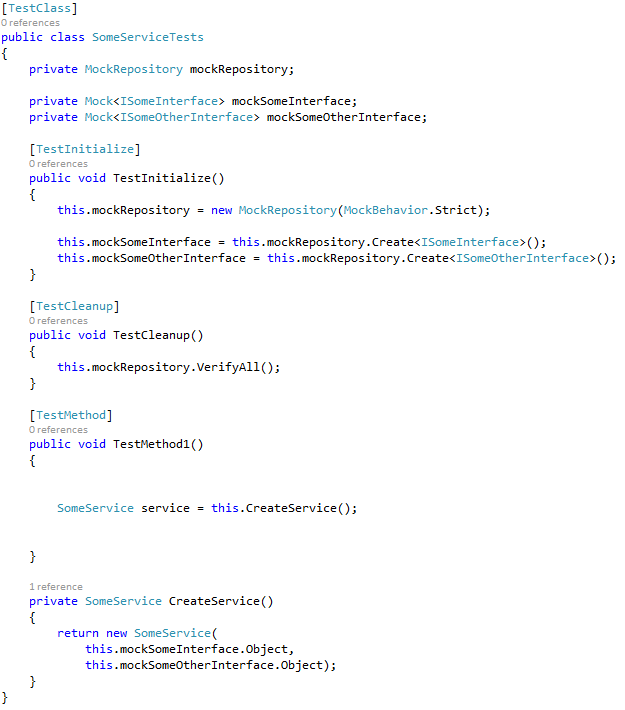 [TestClass]
0 references
public class SomeServiceTests
{
    private MockRepository mockRepository;

    private Mock<ISomeInterface> mockSomeInterface;
    private Mock<ISomeOtherInterface> mockSomeOtherInterface;

    [TestInitialize]
    0 references
    public void TestInitialize()
    {
        this.mockRepository = new MockRepository(MockBehavior.Strict);

        this.mockSomeInterface = this.mockRepository.Create<ISomeInterface>();
        this.mockSomeOtherInterface = this.mockRepository.Create<ISomeOtherInterface>();
    }

    [TestCleanup]
    0 references
    public void TestCleanup()
    {
        this.mockRepository.VerifyAll();
    }

    [TestMethod]
    0 references
    public void TestMethod1()
    {


        SomeService service = this.CreateService();


    }

    1 reference
    private SomeService CreateService()
    {
        return new SomeService(
            this.mockSomeInterface.Object,
            this.mockSomeOtherInterface.Object);
    }
}